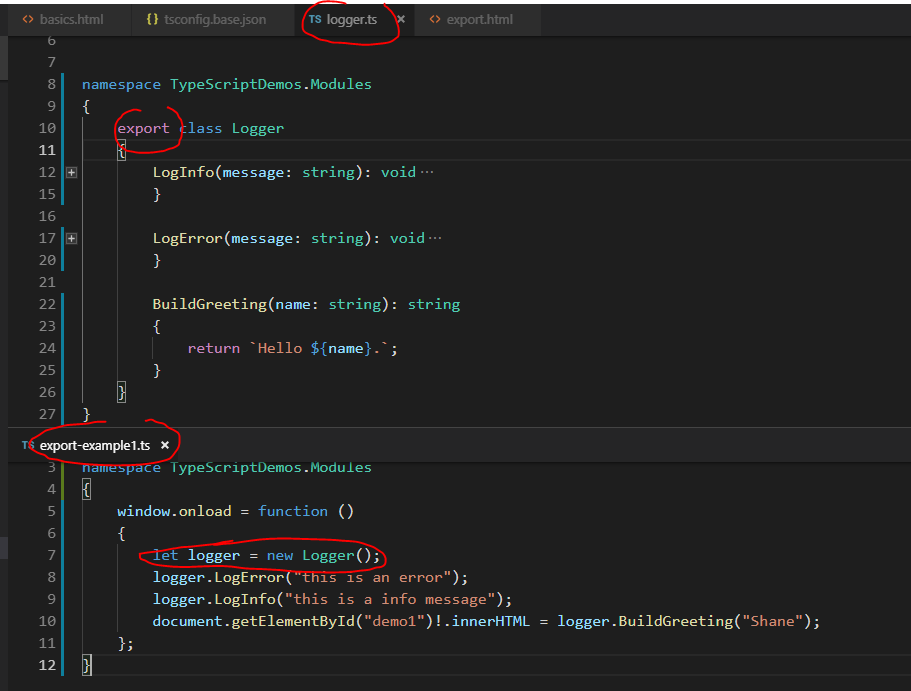 basics.html {} tsconfig.base.json TS logger.ts × export.html
6
7
8 namespace TypeScriptDemos.Modules
9 {
10 export class Logger
11 {
12 LogInfo(message: string): void ···
15 }
16
17 LogError(message: string): void ···
20 }
21
22 BuildGreeting(name: string): string
23 {
24 return `Hello ${name}.`;
25 }
26 }
27 }
TS export-example1.ts ×
3 namespace TypeScriptDemos.Modules
4 {
5 window.onload = function ()
6 {
7 let logger = new Logger();
8 logger.LogError("this is an error");
9 logger.LogInfo("this is a info message");
10 document.getElementById("demo1")!.innerHTML = logger.BuildGreeting("Shane");
11 };
12 }